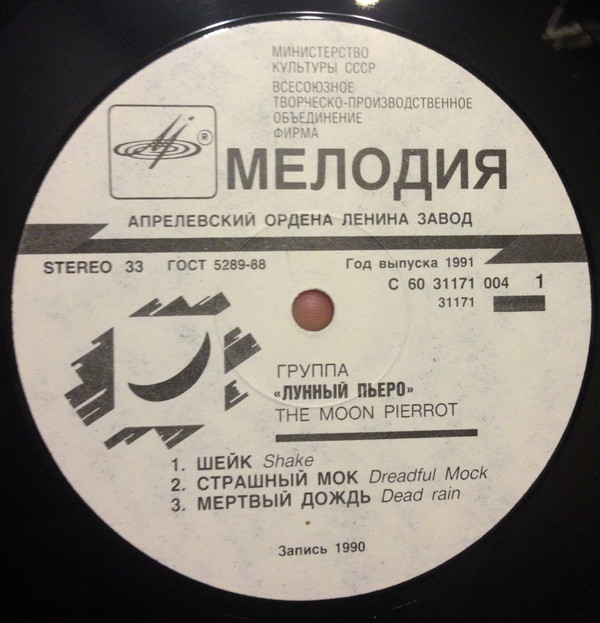 МИНИСТЕРСТВО
КУЛЬТУРЫ СССР
ВСЕСОЮЗНОЕ
ТВОРЧЕСКО-ПРОИЗВОДСТВЕННОЕ
ОБЪЕДИНЕНИЕ
ФИРМА
®
МЕЛОДИЯ
АПРЕЛЕВСКИЙ ОРДЕНА ЛЕНИНА ЗАВОД
STEREO 33 ГОСТ 5289-88 Год выпуска 1991
С 60 31171 004 1
31171
ГРУППА
«ЛУННЫЙ ПЬЕРО»
THE MOON PIERROT
1. ШЕЙК Shake
2. СТРАШНЫЙ МОК Dreadful Mock
3. МЕРТВЫЙ ДОЖДЬ Dead rain
Запись 1990